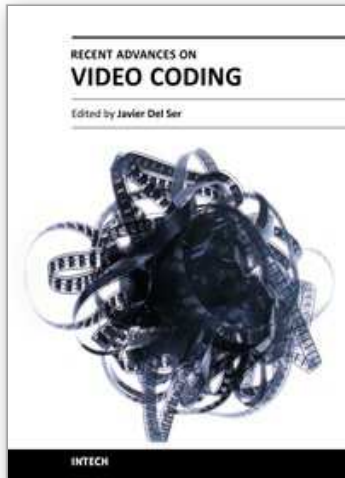 RECENT ADVANCES ON
VIDEO CODING
Edited by Javier Del Ser
INTECH